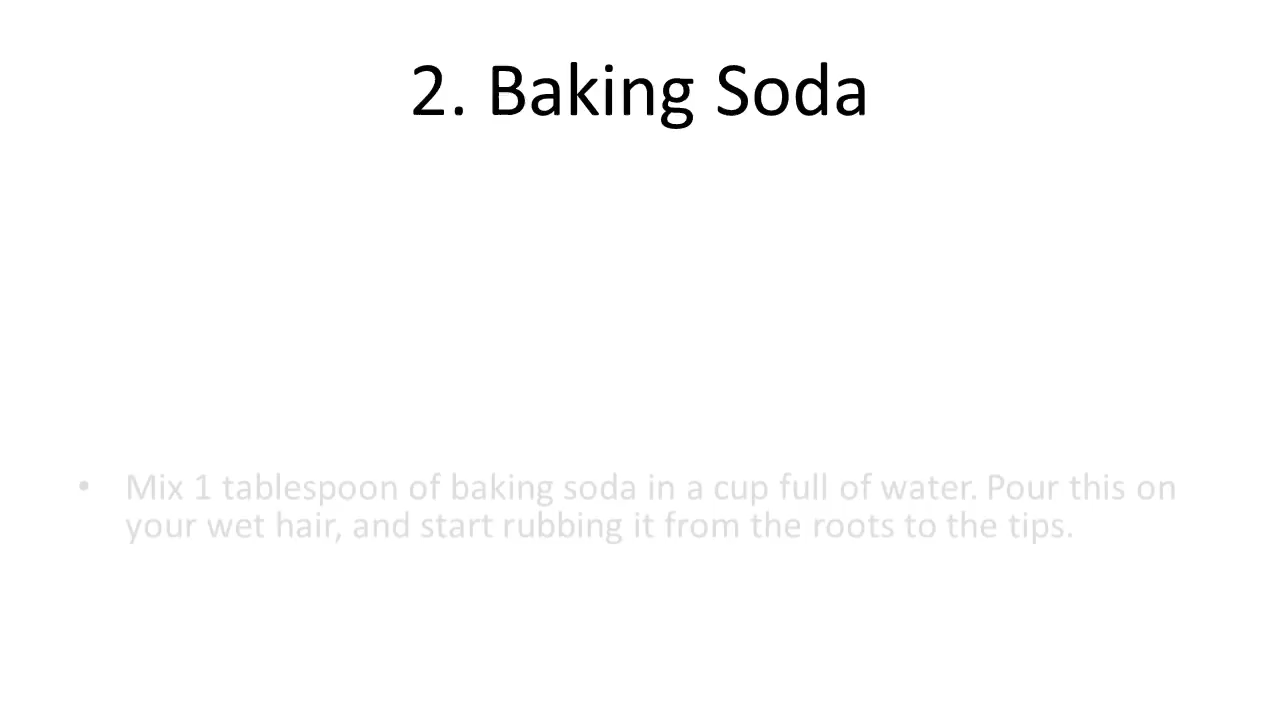 2. Baking Soda
• Mix 1 tablespoon of baking soda in a cup full of water. Pour this on
your wet hair, and start rubbing it from the roots to the tips.